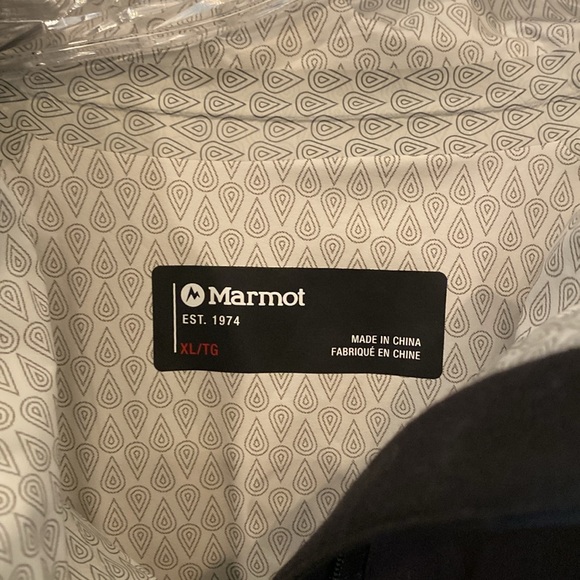 Marmot
EST. 1974
XL/TG
MADE IN CHINA
FABRIQUÉ EN CHINE